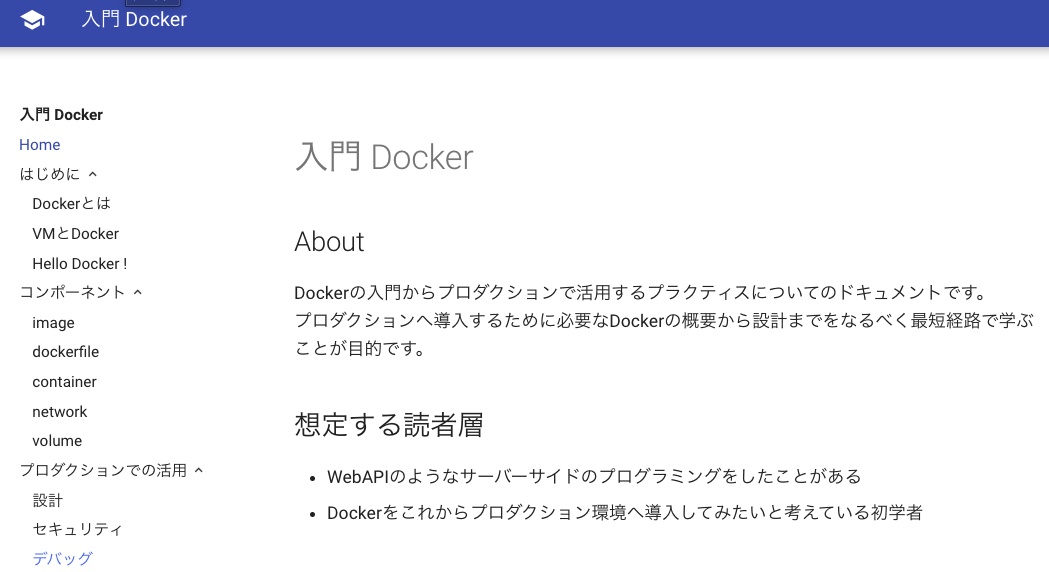 入門 Docker
入門 Docker
Home
はじめに
Dockerとは
VMとDocker
Hello Docker !
コンポーネント
image
dockerfile
container
network
volume
プロダクションでの活用
設計
セキュリティ
デバッグ
入門 Docker
About
Dockerの入門からプロダクションで活用するプラクティスについてのドキュメントです。
プロダクションへ導入するために必要なDockerの概要から設計までをなるべく最短経路で学ぶ
ことが目的です。
想定する読者層
WebAPIのようなサーバーサイドのプログラミングをしたことがある
Dockerをこれからプロダクション環境へ導入してみたいと考えている初学者